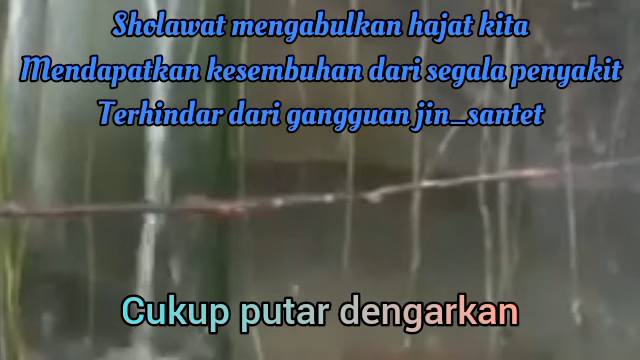 Sholawat mengabulkan hajat kita
Mendapatkan kesembuhan dari segala penyakit
Terhindar dari gangguan jin_santet
Cukup putar dengarkan